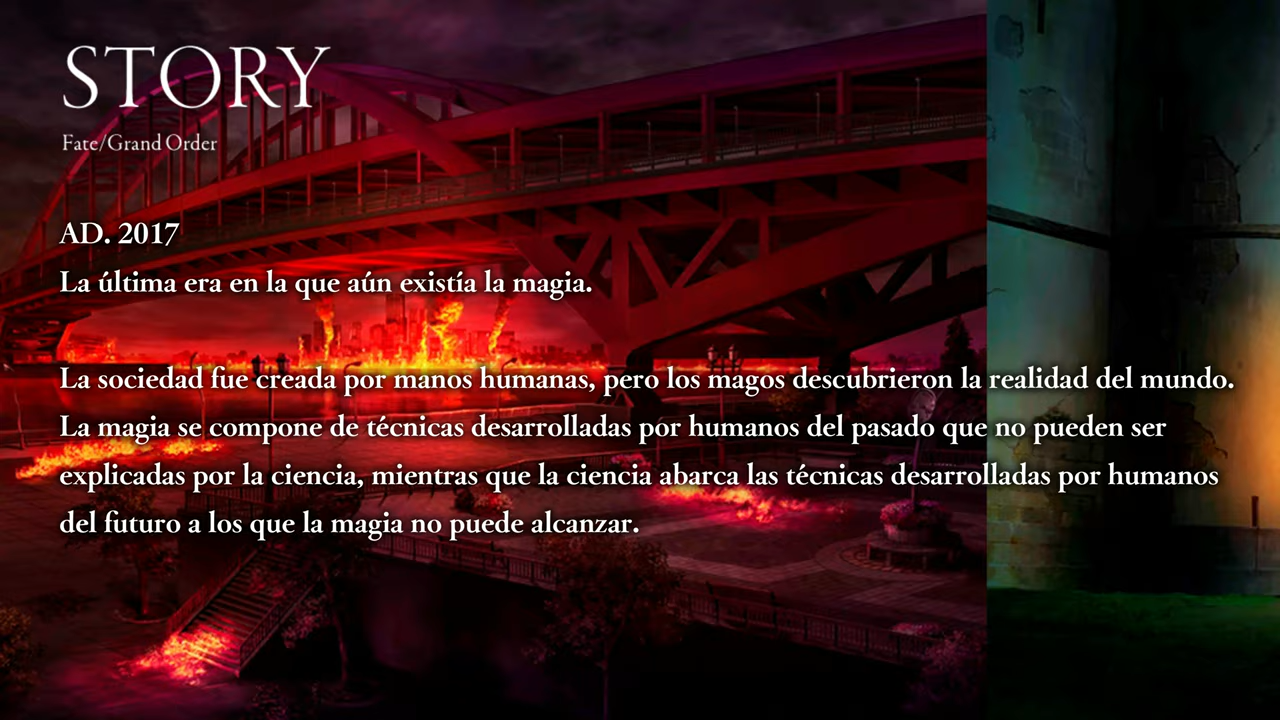 STORY
Fate/Grand Order
AD. 2017
La última era en la que aún existía la magia.
La sociedad fue creada por manos humanas, pero los magos descubrieron la realidad del mundo.
La magia se compone de técnicas desarrolladas por humanos del pasado que no pueden ser
explicadas por la ciencia, mientras que la ciencia abarca las técnicas desarrolladas por humanos
del futuro a los que la magia no puede alcanzar.